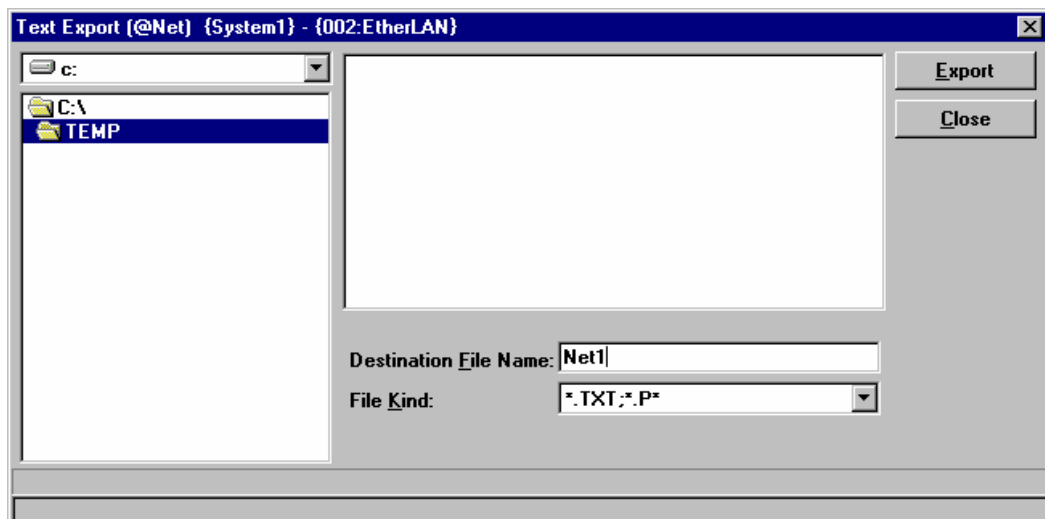 Text Export (@Net) {System1} - {002:EtherLAN}
c:
Export
C:\
TEMP
Close
Destination File Name: Net1
File Kind: *.TXT;*.P*